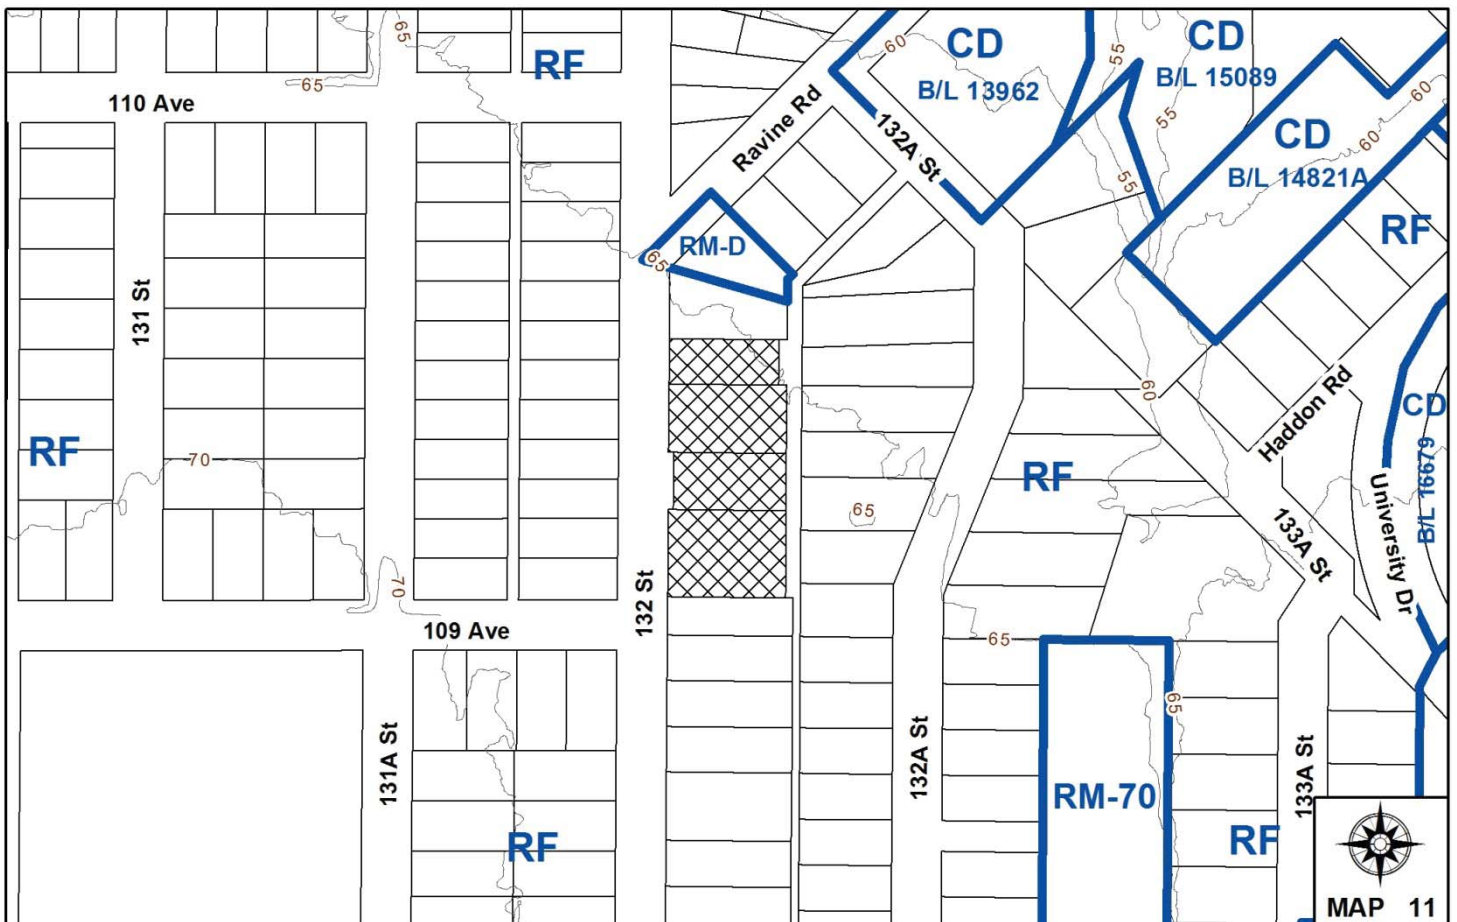 65
RF
CD
B/L 13962
60
55
CD
B/L 15089
60
65
110 Ave
Ravine Rd
132A St
55
CD
60
B/L 14821A
55
RF
RM-D
65
131 St
RF
70
60
Haddon Rd
CD
B/L 16679
RF
65
University Dr
133A St
70
132 St
109 Ave
65
65
131A St
132A St
133A St
RM-70
RF
RF
MAP 11